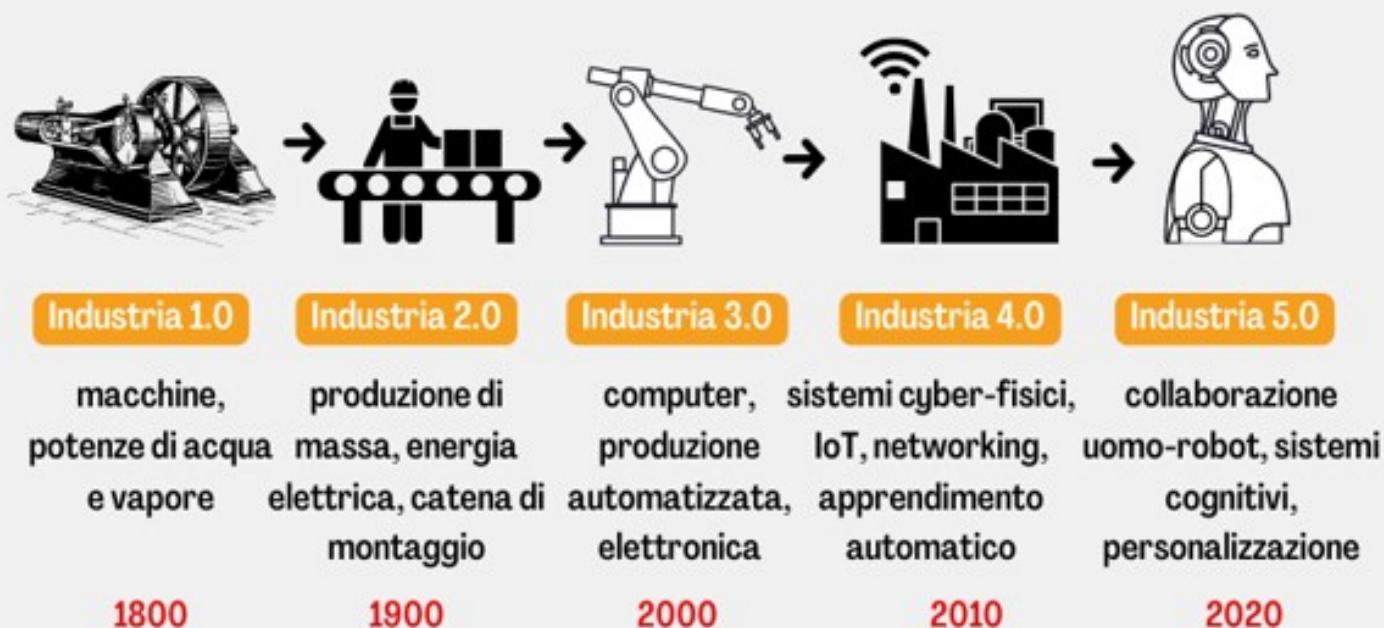 Industria 1.0
macchine,
potenze di acqua
e vapore
1800
Industria 2.0
produzione di
massa, energia
elettrica, catena di
montaggio
1900
Industria 3.0
computer,
produzione
automatizzata,
elettronica
2000
Industria 4.0
sistemi cyber-fisici,
IoT, networking,
apprendimento
automatico
2010
Industria 5.0
collaborazione
uomo-robot, sistemi
cognitivi,
personalizzazione
2020